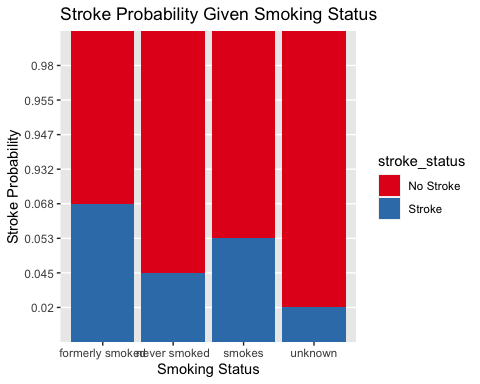 Stroke Probability Given Smoking Status
0.98
0.955
0.947
0.932
0.068
0.053
0.045
0.02
Stroke Probability
formerly smoked never smoked smokes unknown
Smoking Status
stroke_status
No Stroke
Stroke